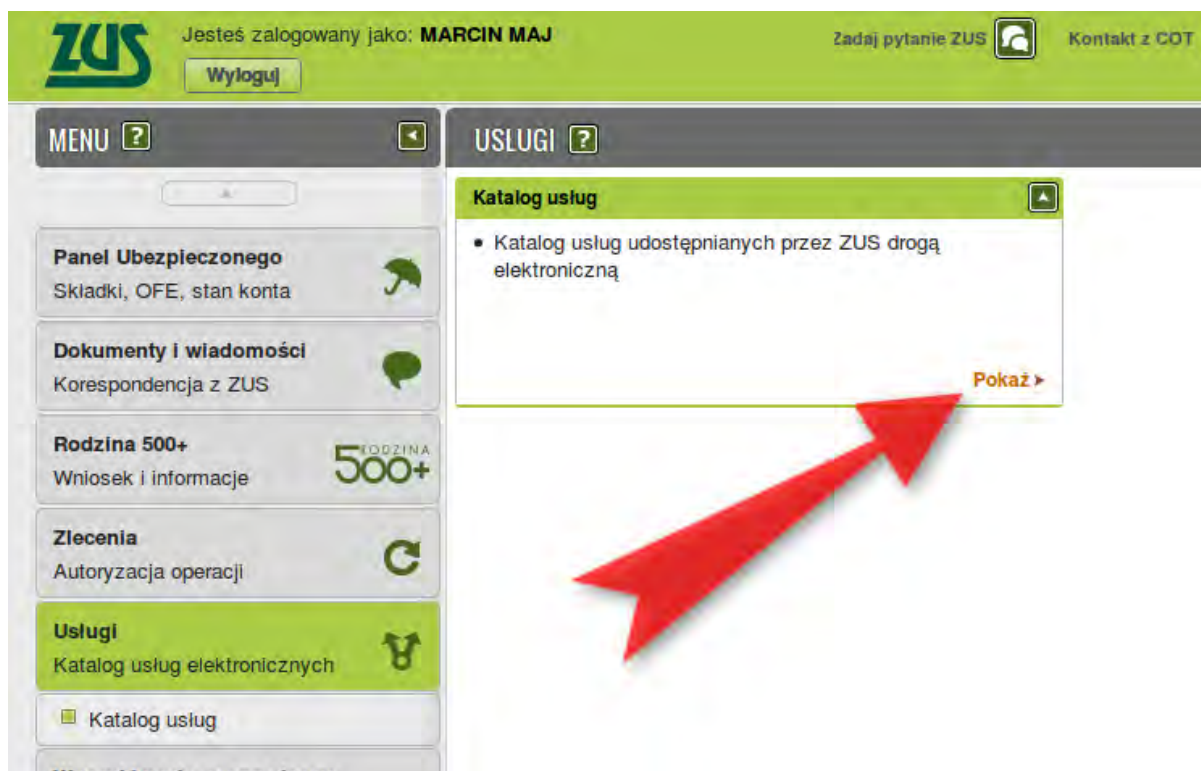 ZUS
Jesteś zalogowany jako: MARCIN MAJ
Wyloguj
Zadaj pytanie ZUS
Kontakt z COT
MENU ?
USŁUGI ?
Panel Ubezpieczonego
Składki, OFE, stan konta
Dokumenty i wiadomości
Korespondencja z ZUS
Rodzina 500+
Wniosek i informacje
RODZINA
500+
Zlecenia
Autoryzacja operacji
Usługi
Katalog usług elektronicznych
Katalog usług
Katalog usług
• Katalog usług udostępnianych przez ZUS drogą
elektroniczną
Pokaż